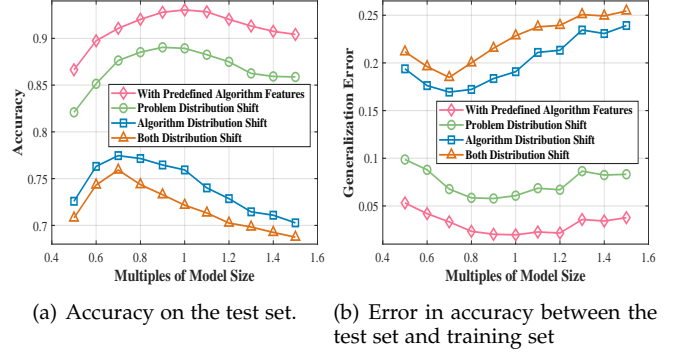 0.9
0.85
0.8
0.75
0.7
Accuracy
With Predefined Algorithm Features
Problem Distribution Shift
Algorithm Distribution Shift
Both Distribution Shift
0.4 0.6 0.8 1.0 1.2 1.4 1.6
Multiples of Model Size
(a) Accuracy on the test set.
0.25
0.2
0.15
0.1
0.05
Generalization Error
With Predefined Algorithm Features
Problem Distribution Shift
Algorithm Distribution Shift
Both Distribution Shift
0.4 0.6 0.8 1.0 1.2 1.4 1.6
Multiples of Model Size
(b) Error in accuracy between the
test set and training set